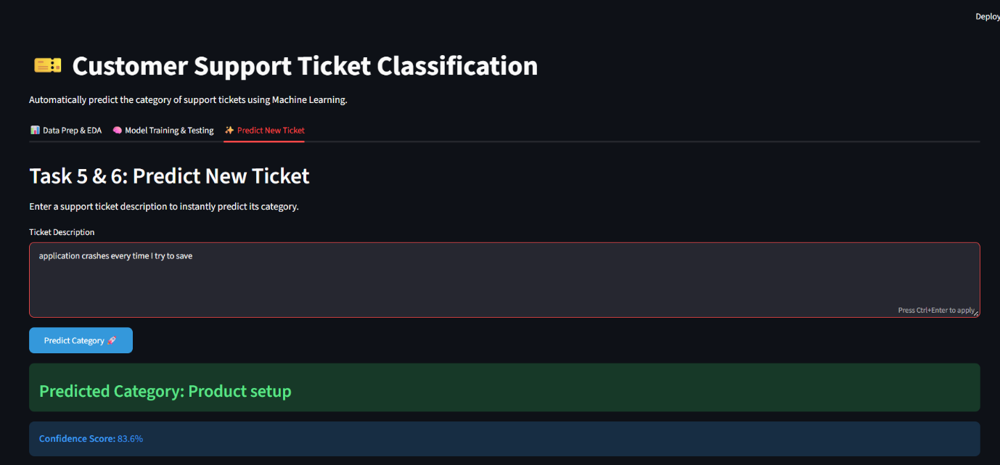 Deploy
🎫 Customer Support Ticket Classification
Automatically predict the category of support tickets using Machine Learning.
📊 Data Prep & EDA 🧠 Model Training & Testing ✨ Predict New Ticket
Task 5 & 6: Predict New Ticket
Enter a support ticket description to instantly predict its category.
Ticket Description
application crashes every time I try to save
Press Ctrl+Enter to apply
Predict Category 🚀
Predicted Category: Product setup
Confidence Score: 83.6%